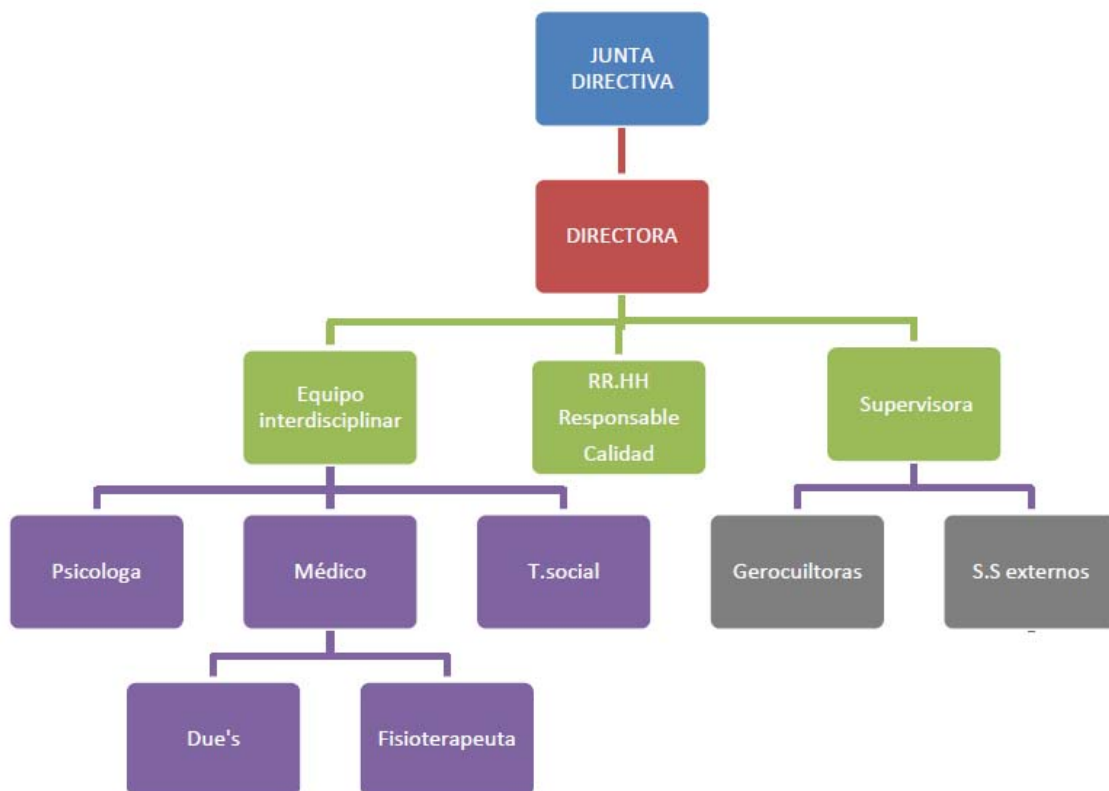 JUNTA
DIRECTIVA
DIRECTORA
Equipo
interdisciplinar
RR.HH
Responsable
Calidad
Supervisora
Psicologa
Médico
T.social
Gerocuiltoras
S.S externos
Due's
Fisioterapeuta